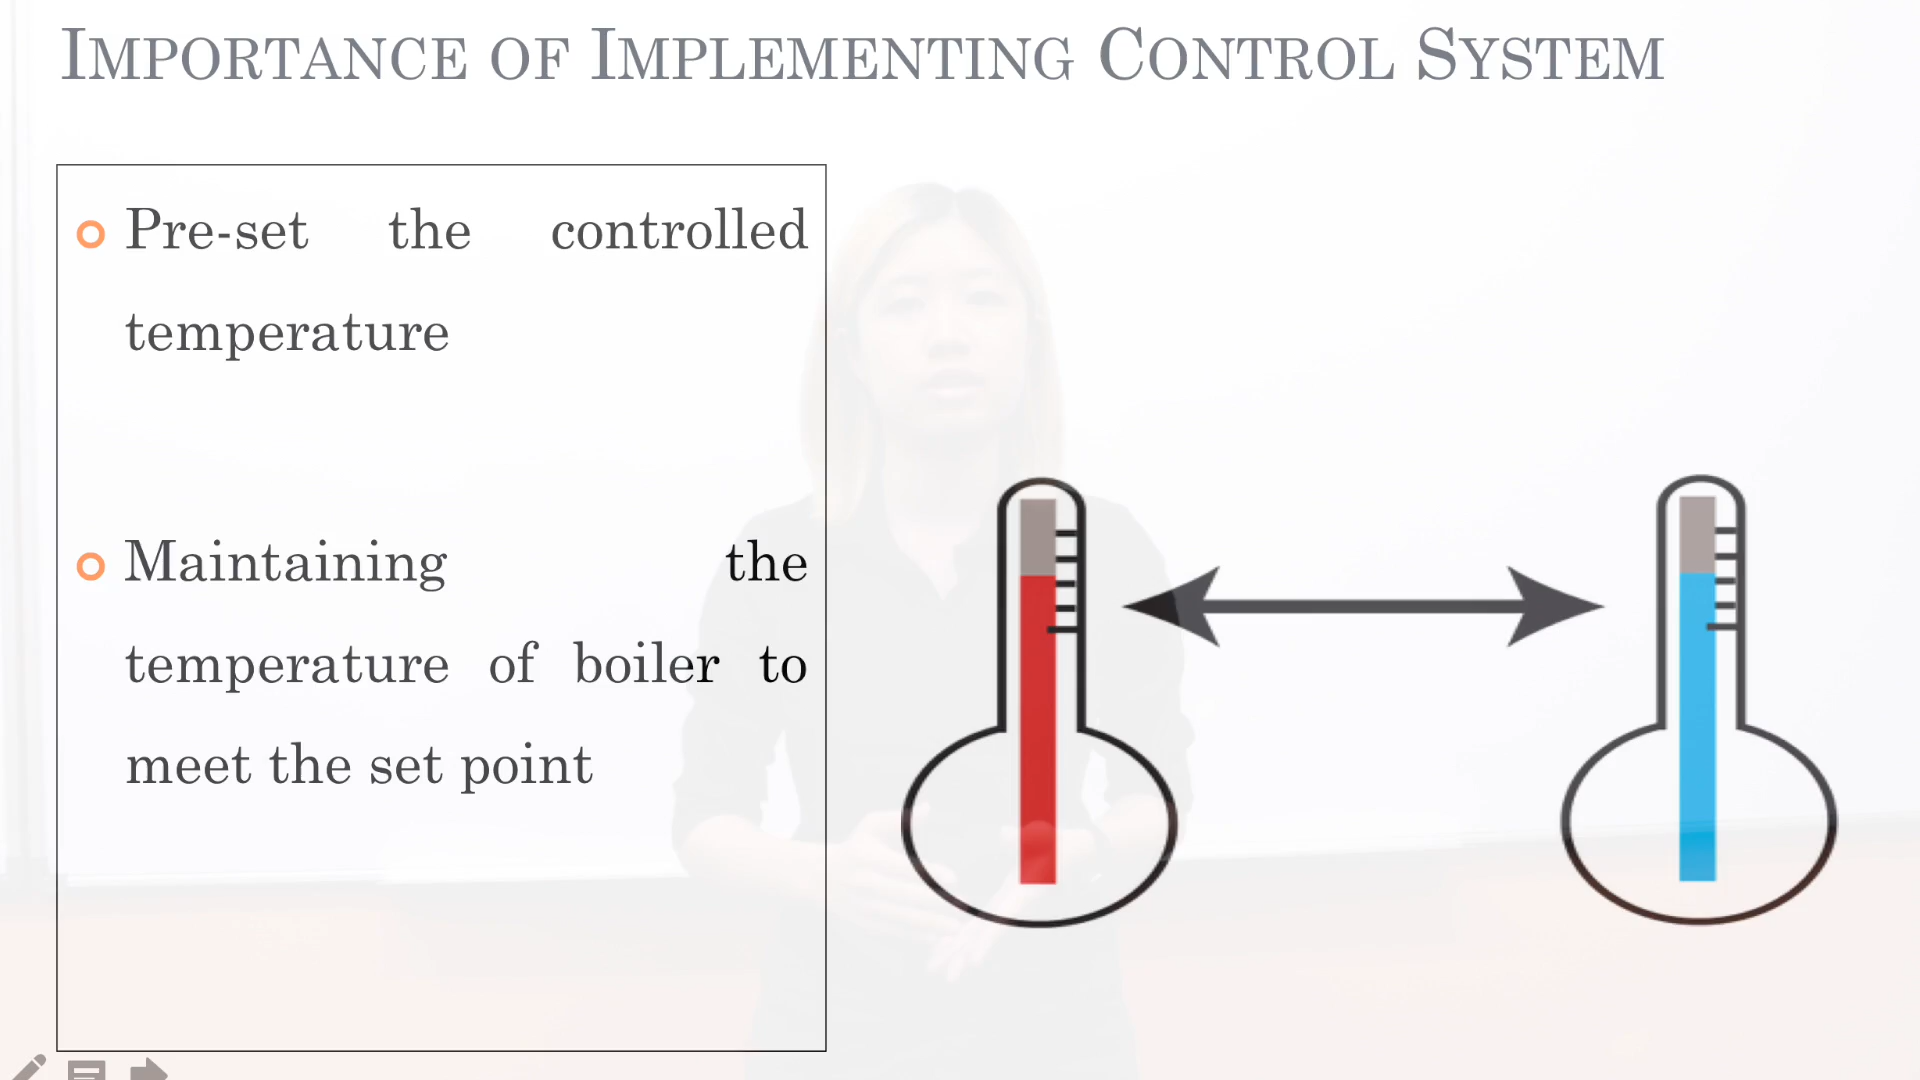 IMPORTANCE OF IMPLEMENTING CONTROL SYSTEM
Pre-set the controlled
temperature
Maintaining the
temperature of boiler to
meet the set point